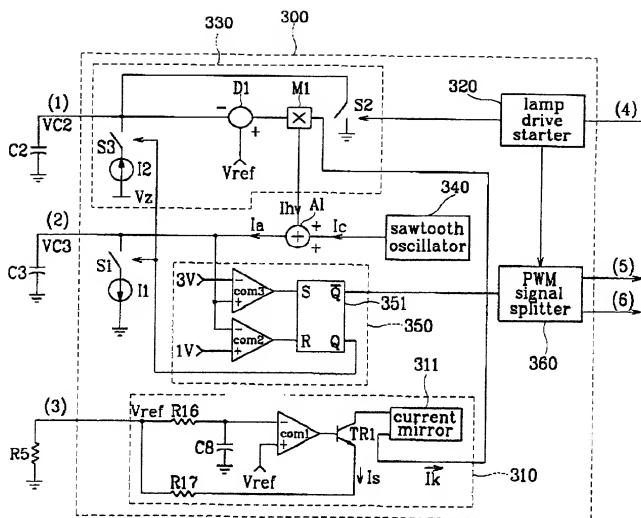 300
330
(1)
VC2
C2
S3
I2
Vz
D1
−
+
Vref
M1
X
S2
320
lamp
drive
starter
(4)
(2)
VC3
C3
S1
I1
Ia
Ihv
A1
+
+
+
Ic
340
sawtooth
oscillator
3V
−
+
com3
1V
−
+
com2
S
Q̅
351
R
Q
350
PWM
signal
splitter
(5)
(6)
360
(3)
R5
Vref
R16
C8
−
+
com1
Vref
R17
TR1
Is
311
current
mirror
Ik
310